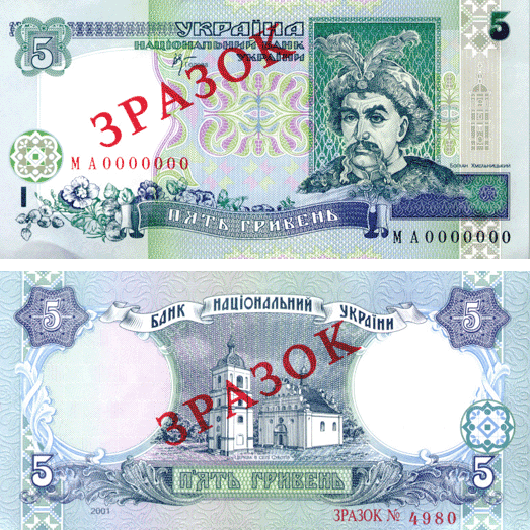 5
УКРАЇНА
5
НАЦІОНАЛЬНИЙ БАНК
УКРАЇНИ
Голова
ЗРАЗОК
МА0000000
Богдан Хмельницький
П'ЯТЬ ГРИВЕНЬ
МА0000000
БАНК НАЦІОНАЛЬНИЙ УКРАЇНИ
5
5
ЗРАЗОК
5
5
П'ЯТЬ ГРИВЕНЬ
2001
ЗРАЗОК № 4980